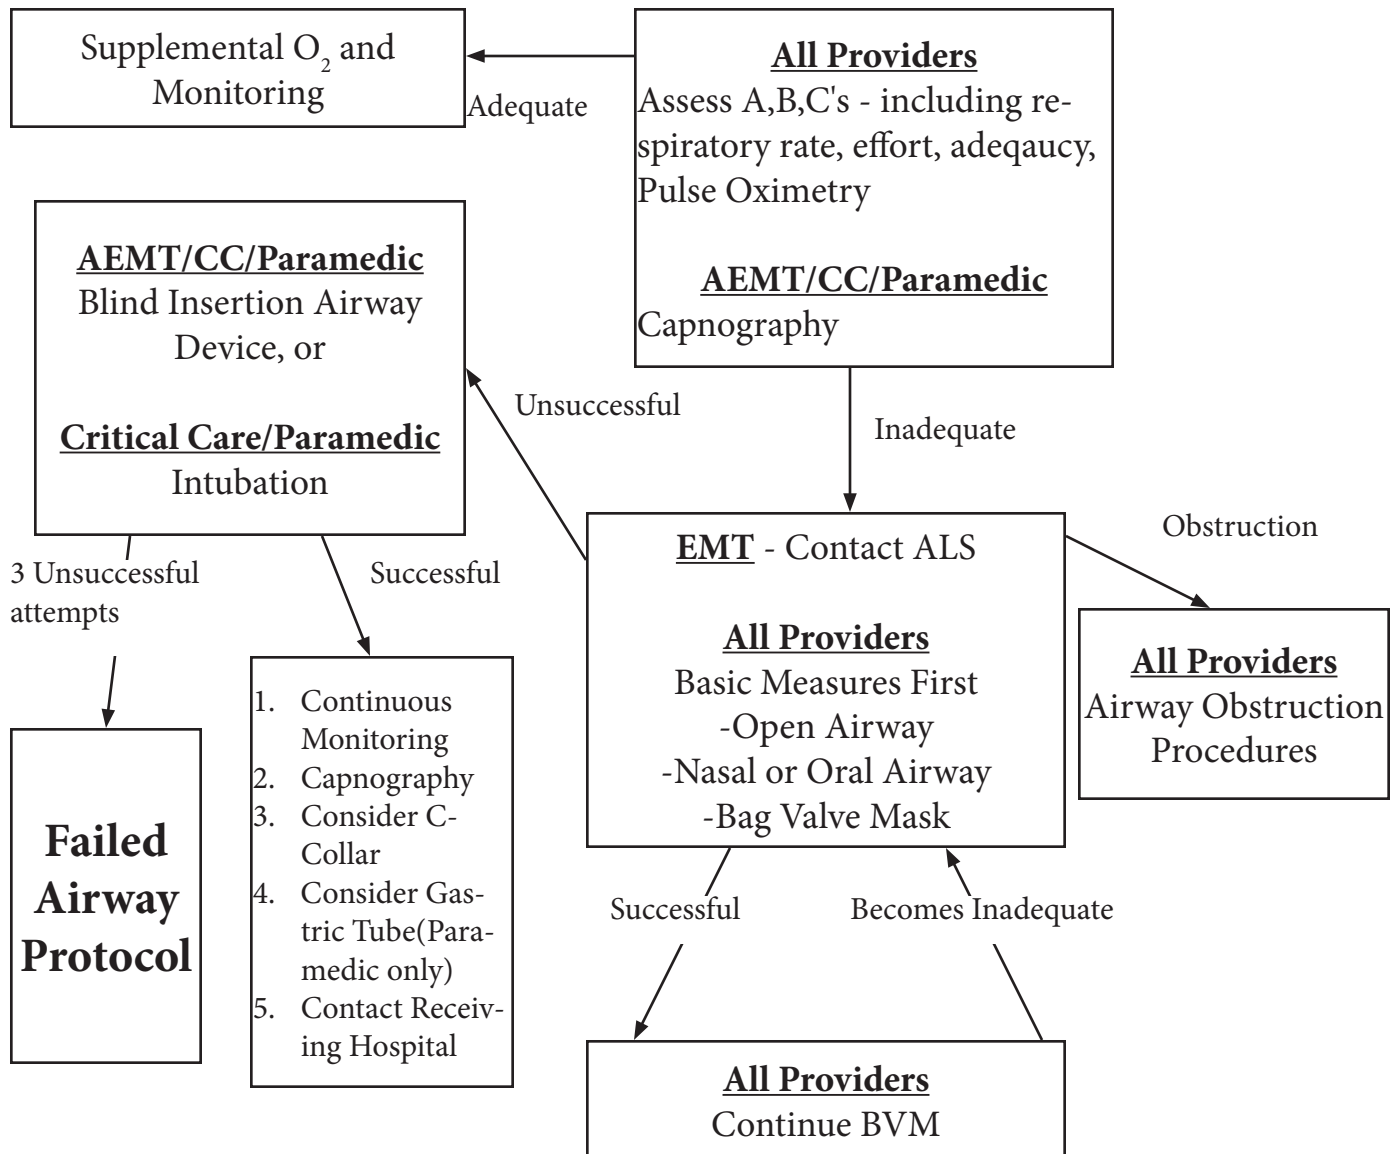 Supplemental O2 and
Monitoring
Adequate
All Providers
Assess A,B,C's - including re-
spiratory rate, effort, adeqaucy,
Pulse Oximetry
AEMT/CC/Paramedic
Capnography
AEMT/CC/Paramedic
Blind Insertion Airway
Device, or
Critical Care/Paramedic
Intubation
Unsuccessful
Inadequate
EMT - Contact ALS
All Providers
Basic Measures First
-Open Airway
-Nasal or Oral Airway
-Bag Valve Mask
Obstruction
All Providers
Airway Obstruction
Procedures
3 Unsuccessful
attempts
Successful
Failed
Airway
Protocol
1. Continuous
Monitoring
2. Capnography
3. Consider C-
Collar
4. Consider Gas-
tric Tube(Para-
medic only)
5. Contact Receiv-
ing Hospital
Successful
Becomes Inadequate
All Providers
Continue BVM